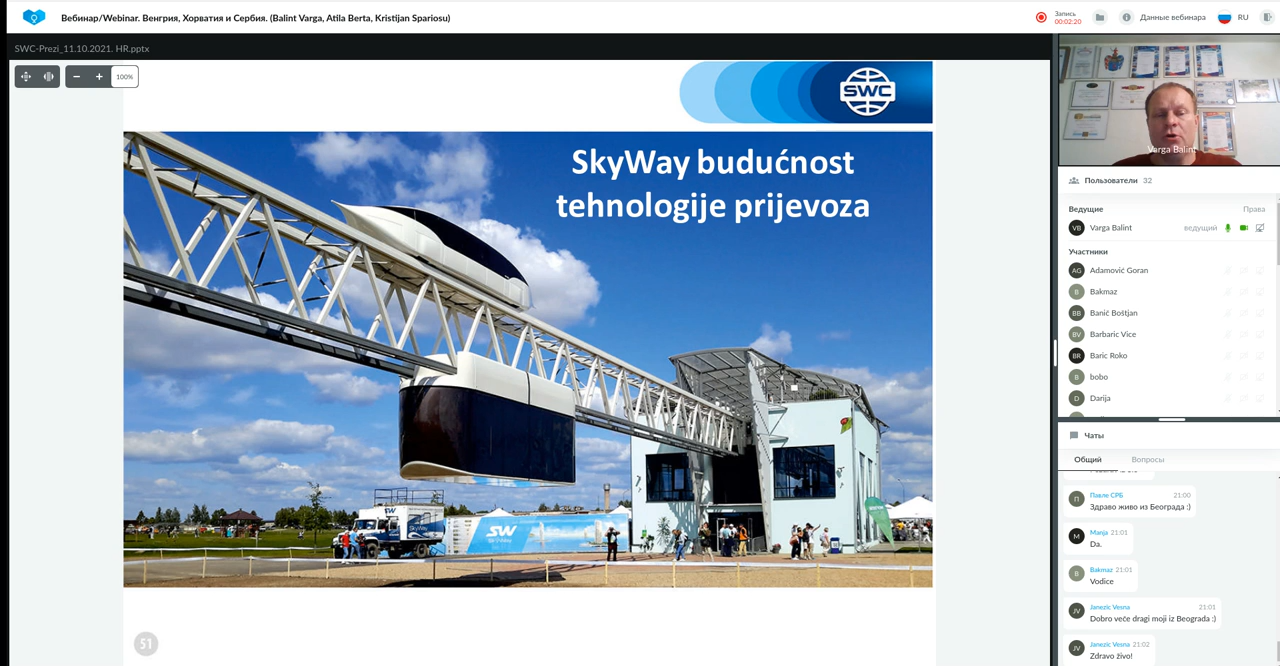 Вебинар/Webinar. Венгрия, Хорватия и Сербия. (Balint Varga, Atila Berta, Kristijan Spariosu)
Запись
00:02:20
Данные вебинара
RU
SWC-Prezi_11.10.2021. HR.pptx
100%
SWC
SkyWay budućnost
tehnologije prijevoza
SW
SkyWay
SW
SkyWay
51
Varga Balint
Пользователи 32
Ведущие
Права
VB Varga Balint ведущий
Участники
AG Adamović Goran
B Bakmaz
BB Banić Boštjan
BV Barbaric Vice
BR Baric Roko
B bobo
D Darija
Чаты
Общий
Вопросы
П Павле СРБ 21:00
Здраво живо из Београда :)
M Manja 21:01
Da.
B Bakmaz 21:01
Vodice
JV Janezic Vesna 21:01
Dobro veče dragi moji iz Beograda :)
JV Janezic Vesna 21:02
Zdravo živo!